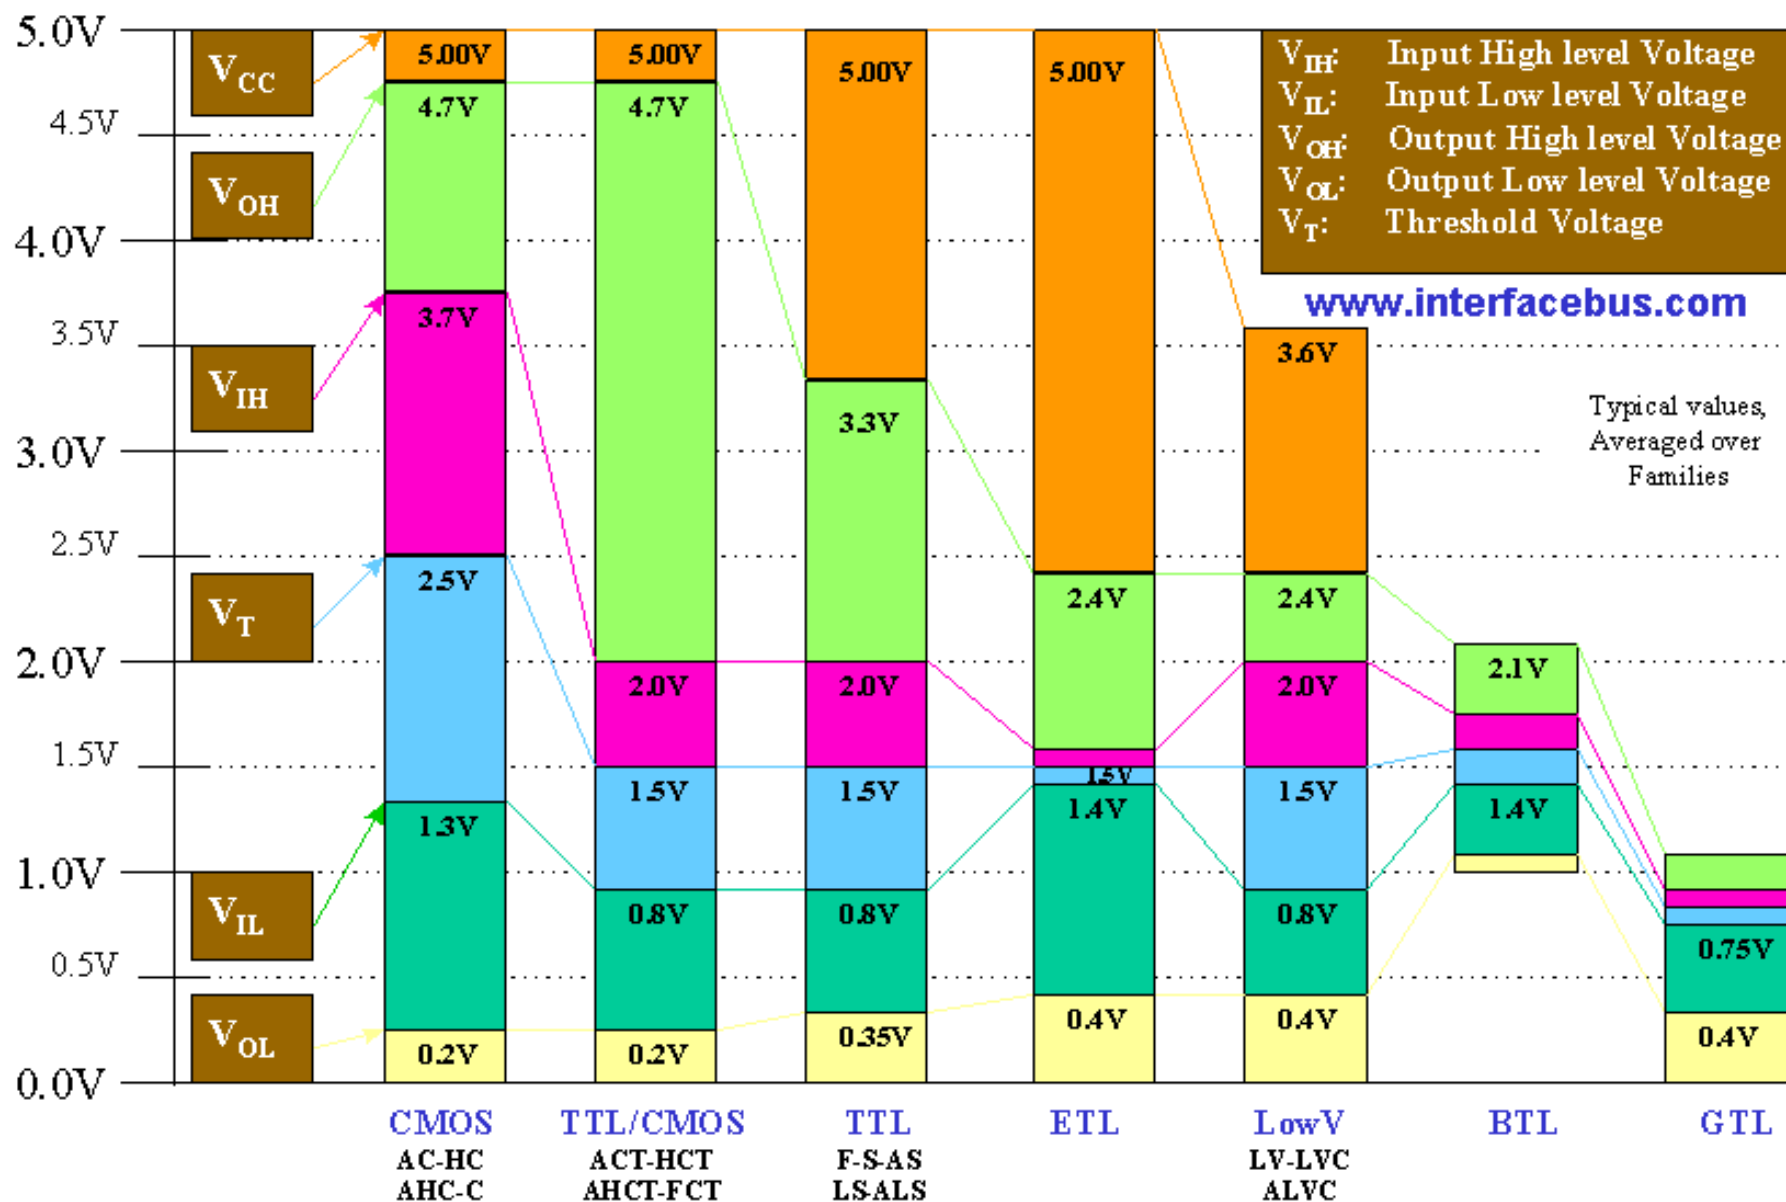 5.0V
4.5V
4.0V
3.5V
3.0V
2.5V
2.0V
1.5V
1.0V
0.5V
0.0V
VCC
VOH
VIH
VT
VIL
VOL
5.00V
4.7V
3.7V
2.5V
1.3V
0.2V
CMOS
AC-HC
AHC-C
5.00V
4.7V
2.0V
1.5V
0.8V
0.2V
TTL/CMOS
ACT-HCT
AHCT-FCT
5.00V
3.3V
2.0V
1.5V
0.8V
0.35V
TTL
F-S-AS
LS-ALS
5.00V
2.4V
1.5V
1.4V
0.4V
ETL
3.6V
2.4V
2.0V
1.5V
0.8V
0.4V
LowV
LV-LVC
ALVC
2.1V
1.4V
BTL
0.75V
0.4V
GTL
VIH: Input High level Voltage
VIL: Input Low level Voltage
VOH: Output High level Voltage
VOL: Output Low level Voltage
VT: Threshold Voltage
www.interfacebus.com
Typical values,
Averaged over
Families